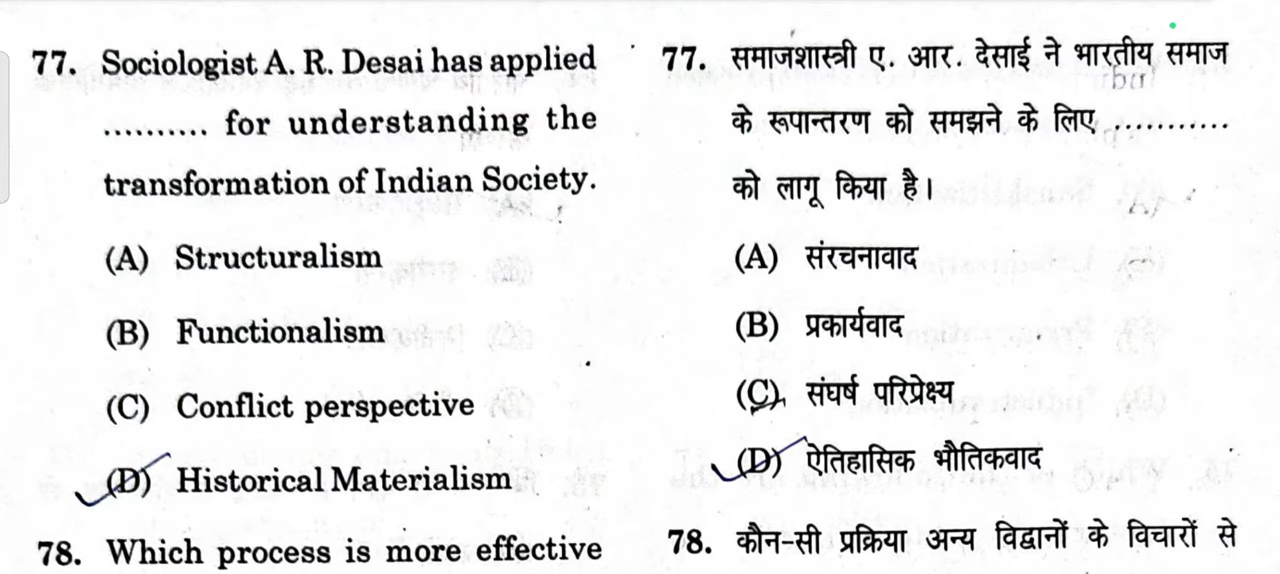 77. Sociologist A. R. Desai has applied
.......... for understanding the
transformation of Indian Society.
(A) Structuralism
(B) Functionalism
(C) Conflict perspective
(D) Historical Materialism
78. Which process is more effective
77. समाजशास्त्री ए. आर. देसाई ने भारतीय समाज
के रूपान्तरण को समझने के लिए ............
को लागू किया है।
(A) संरचनावाद
(B) प्रकार्यवाद
(C) संघर्ष परिप्रेक्ष्य
(D) ऐतिहासिक भौतिकवाद
78. कौन-सी प्रक्रिया अन्य विद्वानों के विचारों से